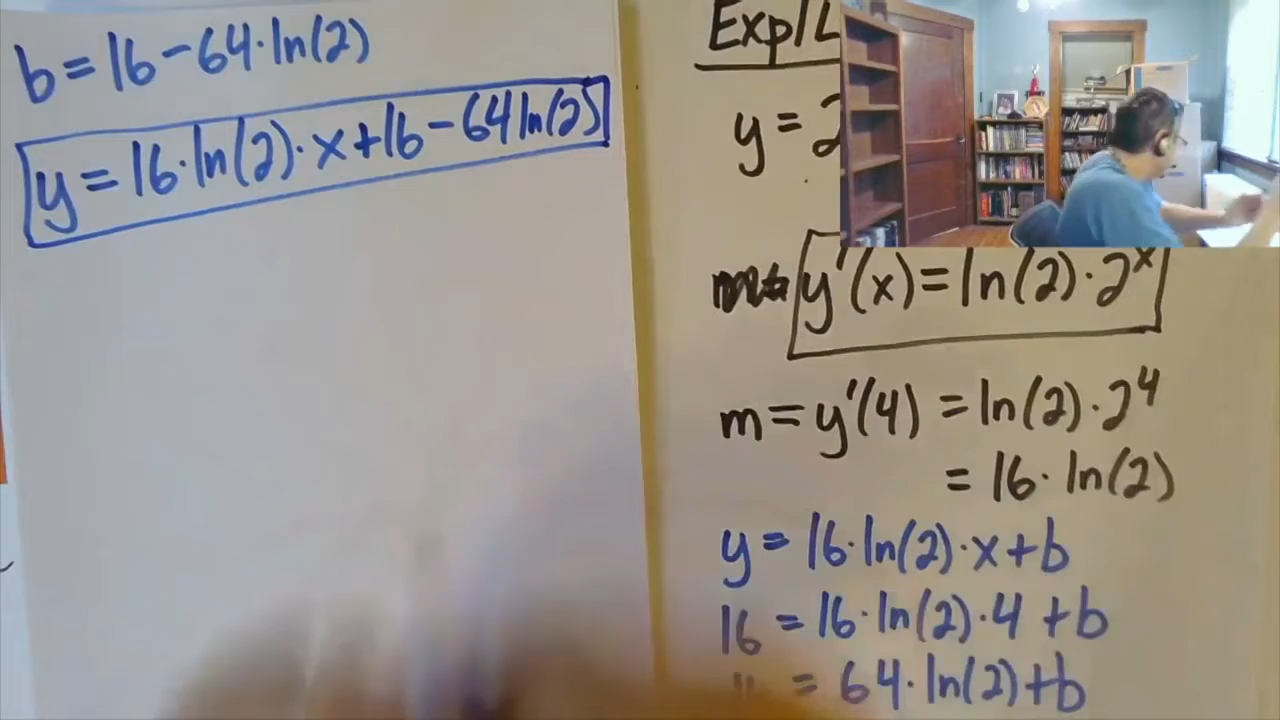 b = 16 - 64·ln(2)
y = 16·ln(2)·x + 16 - 64 ln(2)
Exp/L
y = 2
m= y'(x) = ln(2)·2^x
m = y'(4) = ln(2)·2^4
= 16·ln(2)
y = 16·ln(2)·x + b
16 = 16·ln(2)·4 + b
= 64·ln(2) + b